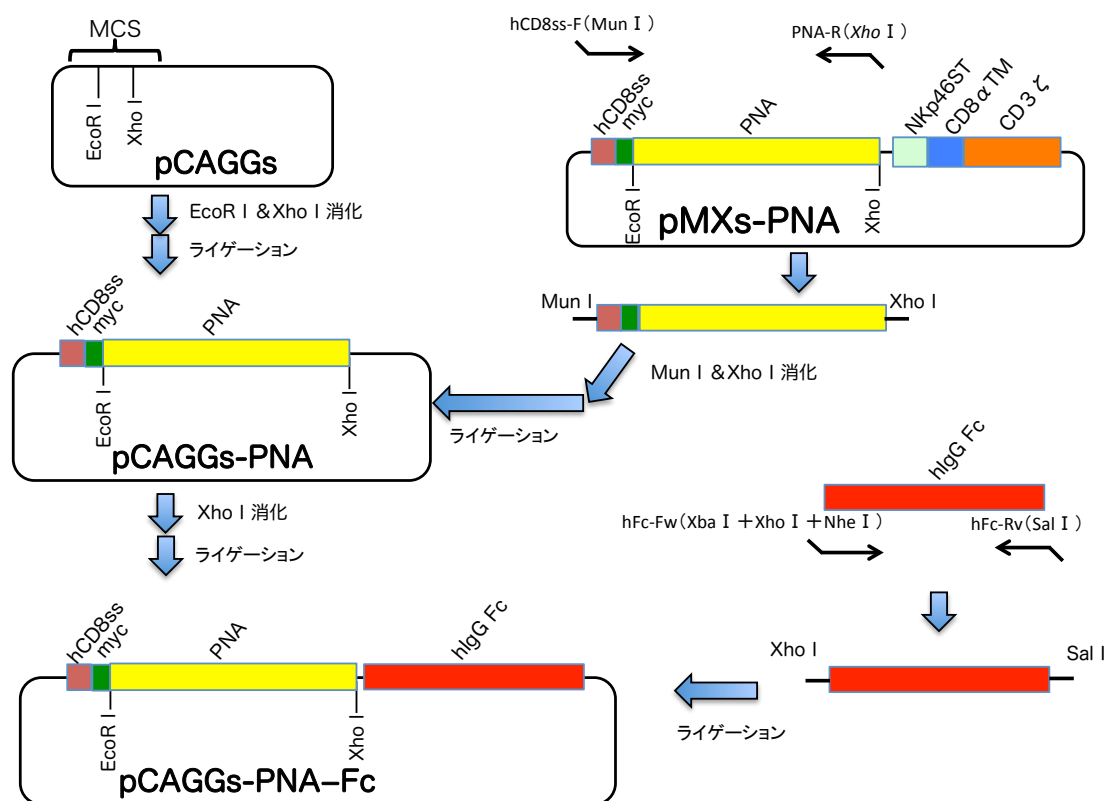 MCS
EcoR I
Xho I
pCAGGs
EcoR I &Xho I 消化
ライゲーション
hCD8ss-F(Mun I)
PNA-R(Xho I)
hCD8ss
myc
PNA
NKp46ST
CD8αTM
CD3ζ
EcoR I
Xho I
pMXs-PNA
Mun I
Xho I
Mun I &Xho I 消化
ライゲーション
hCD8ss
myc
PNA
EcoR I
Xho I
pCAGGs-PNA
Xho I 消化
ライゲーション
hIgG Fc
hFc-Fw(Xba I +Xho I +Nhe I)
hFc-Rv(Sal I)
Xho I
Sal I
ライゲーション
hCD8ss
myc
PNA
hIgG Fc
EcoR I
Xho I
pCAGGs-PNA–Fc